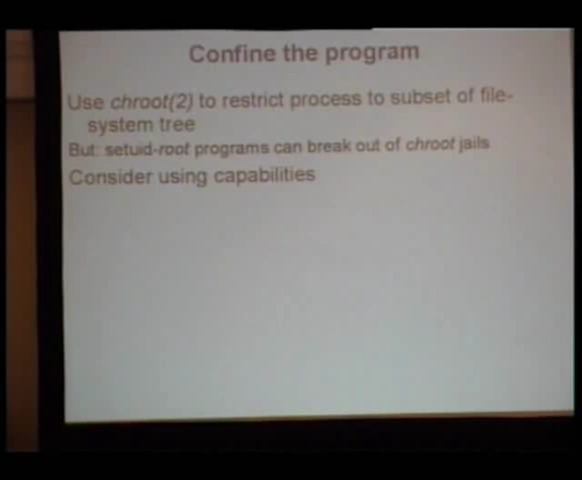 Confine the program
Use chroot(2) to restrict process to subset of file-
system tree
But: setuid-root programs can break out of chroot jails
Consider using capabilities